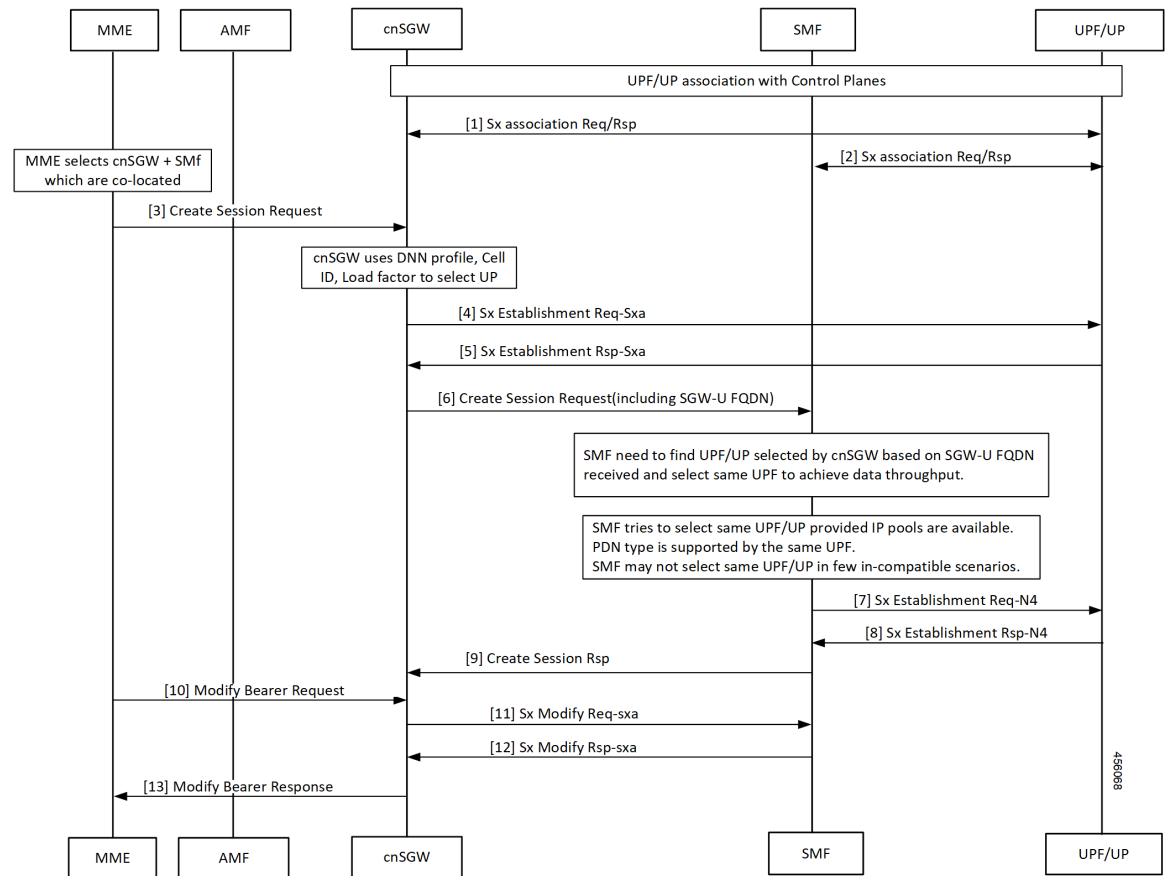 MME
AMF
cnSGW
SMF
UPF/UP
UPF/UP association with Control Planes
[1] Sx association Req/Rsp
[2] Sx association Req/Rsp
MME selects cnSGW + SMf
which are co-located
[3] Create Session Request
cnSGW uses DNN profile, Cell
ID, Load factor to select UP
[4] Sx Establishment Req-Sxa
[5] Sx Establishment Rsp-Sxa
[6] Create Session Request(including SGW-U FQDN)
SMF need to find UPF/UP selected by cnSGW based on SGW-U FQDN
received and select same UPF to achieve data throughput.
SMF tries to select same UPF/UP provided IP pools are available.
PDN type is supported by the same UPF.
SMF may not select same UPF/UP in few in-compatible scenarios.
[7] Sx Establishment Req-N4
[8] Sx Establishment Rsp-N4
[9] Create Session Rsp
[10] Modify Bearer Request
[11] Sx Modify Req-sxa
[12] Sx Modify Rsp-sxa
[13] Modify Bearer Response
456068
MME
AMF
cnSGW
SMF
UPF/UP